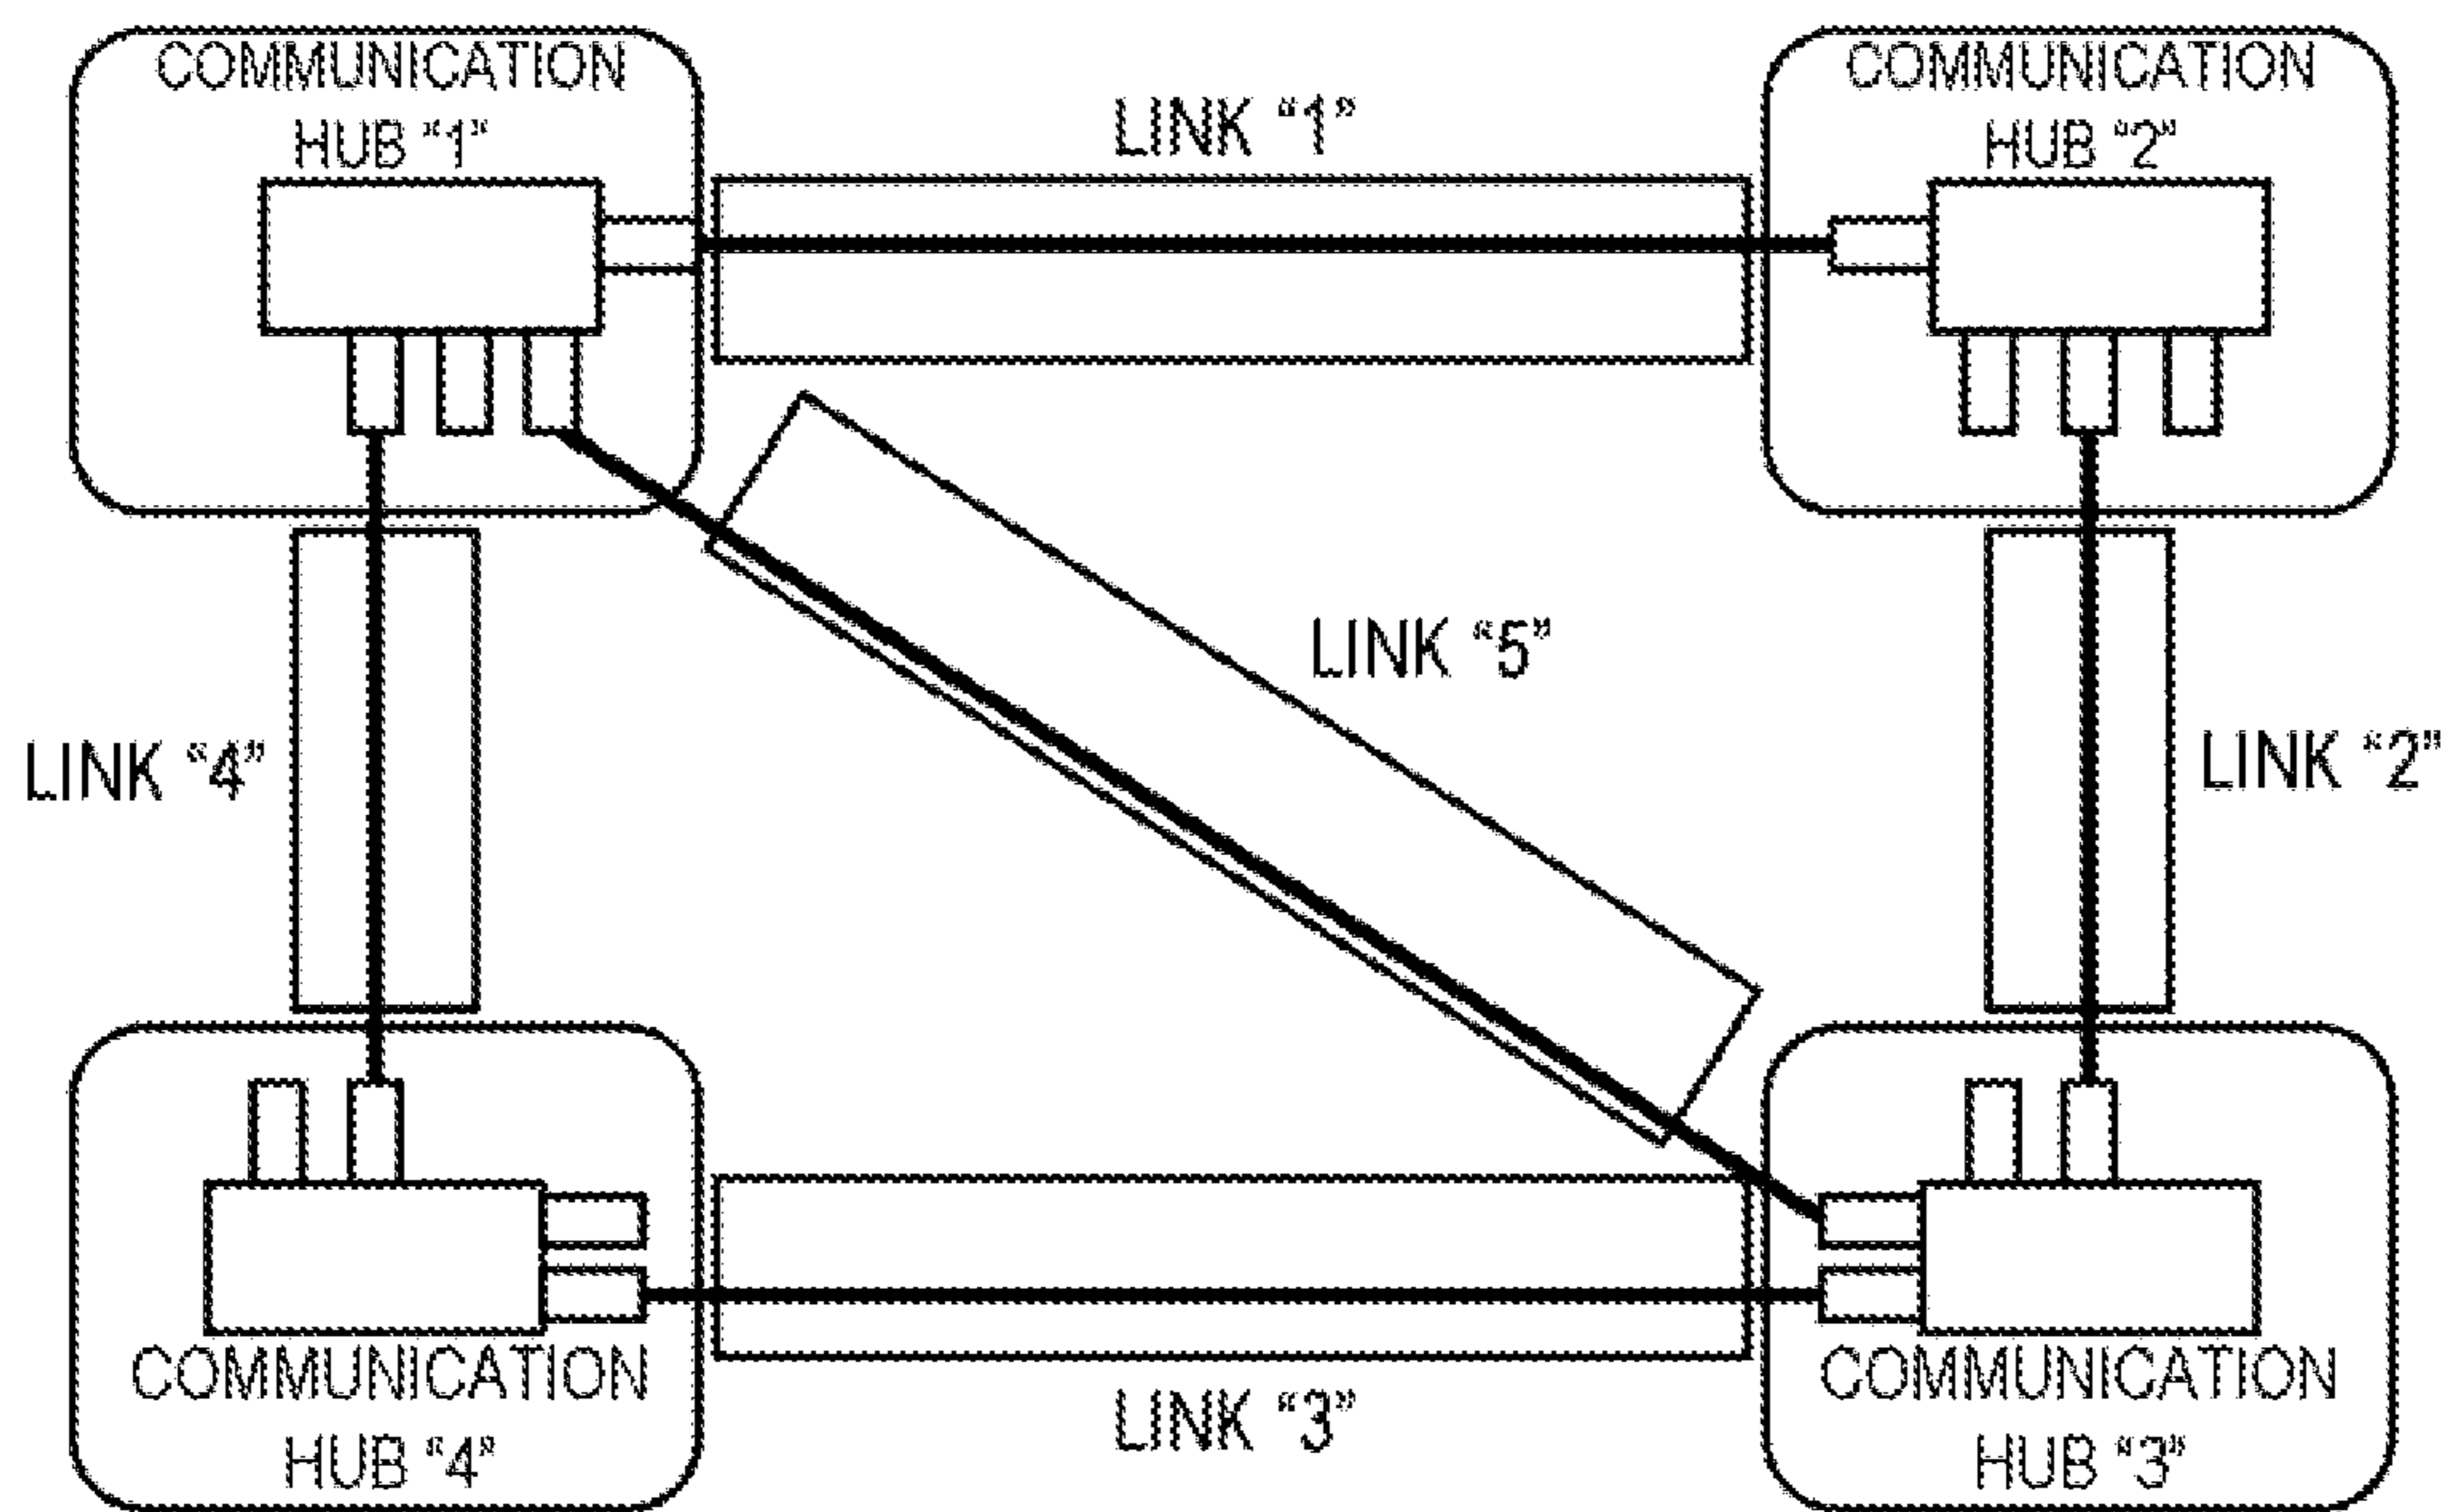 COMMUNICATION
HUB “1”
LINK “1”
COMMUNICATION
HUB “2”
LINK “5”
LINK “4”
LINK “2”
COMMUNICATION
HUB “4”
LINK “3”
COMMUNICATION
HUB “3”